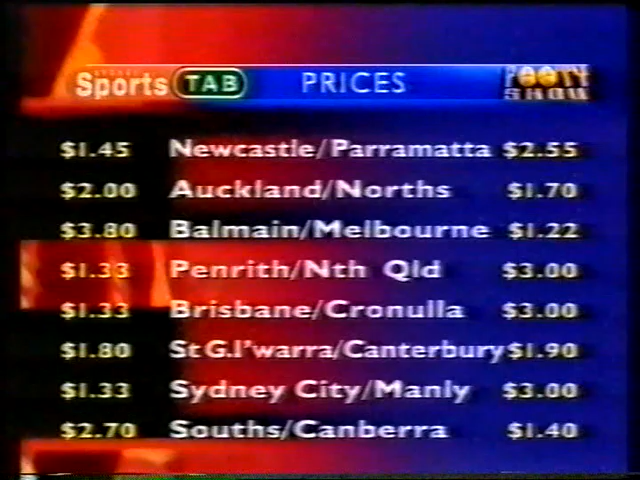 Sports TAB PRICES FOOTY SHOW
$1.45 Newcastle/Parramatta $2.55
$2.00 Auckland/Norths $1.70
$3.80 Balmain/Melbourne $1.22
$1.33 Penrith/Nth Qld $3.00
$1.33 Brisbane/Cronulla $3.00
$1.80 St G.I'warra/Canterbury $1.90
$1.33 Sydney City/Manly $3.00
$2.70 Souths/Canberra $1.40